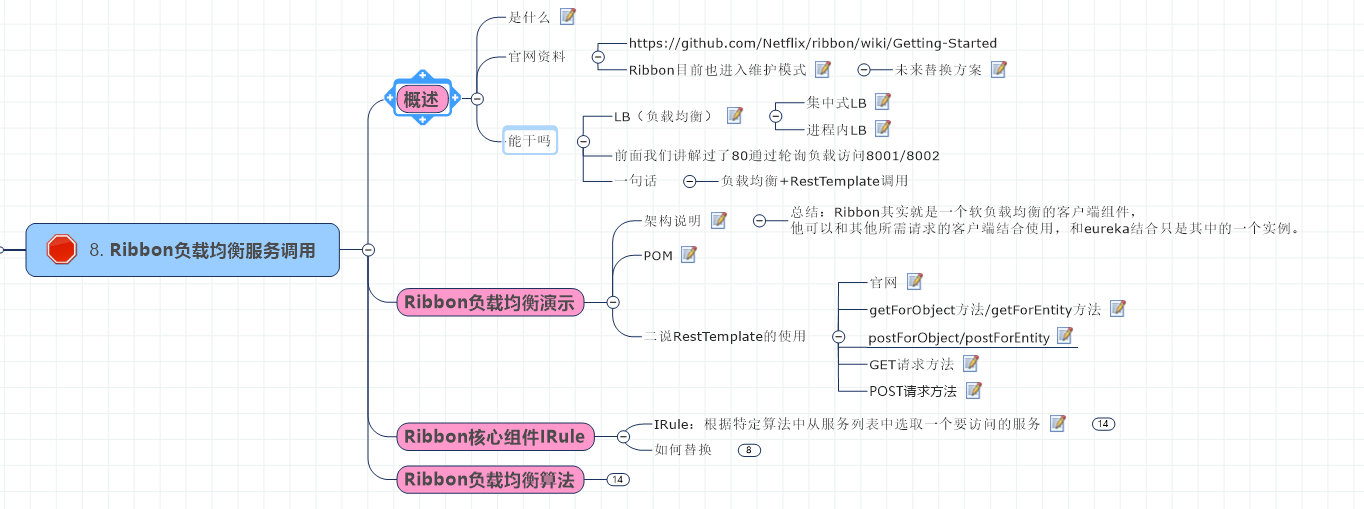 8. Ribbon负载均衡服务调用
概述
是什么
官网资料
https://github.com/Netflix/ribbon/wiki/Getting-Started
Ribbon目前也进入维护模式
未来替换方案
能干吗
LB（负载均衡）
集中式LB
进程内LB
前面我们讲解过了80通过轮询负载访问8001/8002
一句话
负载均衡+RestTemplate调用
Ribbon负载均衡演示
架构说明
总结：Ribbon其实就是一个软负载均衡的客户端组件，
他可以和其他所需请求的客户端结合使用，和eureka结合只是其中的一个实例。
POM
二说RestTemplate的使用
官网
getForObject方法/getForEntity方法
postForObject/postForEntity
GET请求方法
POST请求方法
Ribbon核心组件IRule
IRule：根据特定算法中从服务列表中选取一个要访问的服务
14
如何替换
8
Ribbon负载均衡算法
14